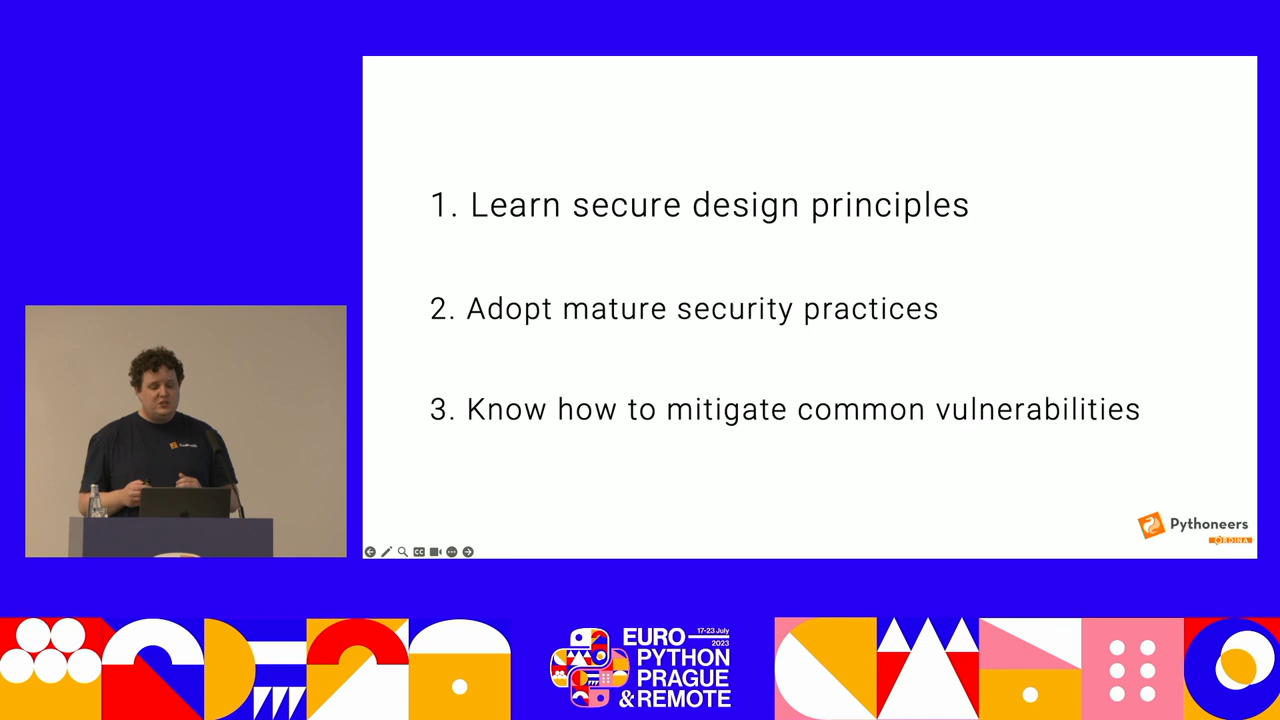 1. Learn secure design principles
2. Adopt mature security practices
3. Know how to mitigate common vulnerabilities
Pythoneers
ORDINA
CC
EURO
17-23 July
2023
PYTHON
PRAGUE
& REMOTE